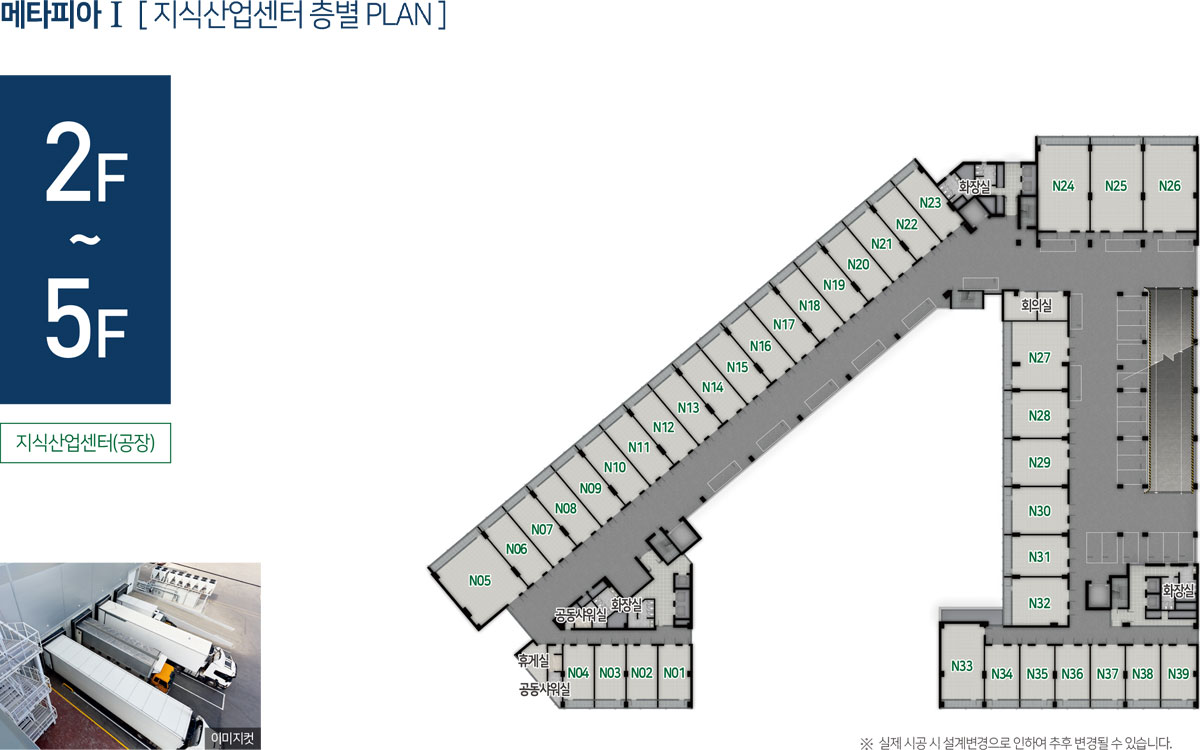 메타피아 I [ 지식산업센터 층별 PLAN ]
2F
~
5F
지식산업센터(공장)
이미지컷
화장실
N24
N25
N26
N23
N22
N21
N20
N19
N18
N17
N16
N15
N14
N13
N12
N11
N10
N09
N08
N07
N06
N05
회의실
N27
N28
N29
N30
N31
N32
화장실
공동샤워실
화장실
휴게실
공동샤워실
N04
N03
N02
N01
N33
N34
N35
N36
N37
N38
N39
※ 실제 시공 시 설계변경으로 인하여 추후 변경될 수 있습니다.